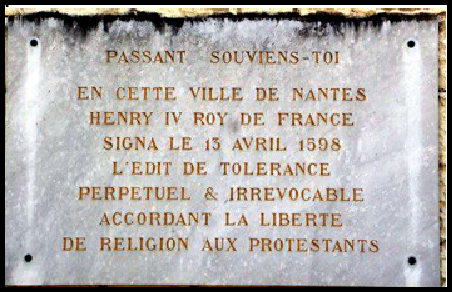 PASSANT SOUVIENS-TOI
EN CETTE VILLE DE NANTES
HENRY IV ROY DE FRANCE
SIGNA LE 13 AVRIL 1598
L'EDIT DE TOLERANCE
PERPETUEL & IRREVOCABLE
ACCORDANT LA LIBERTE
DE RELIGION AUX PROTESTANTS